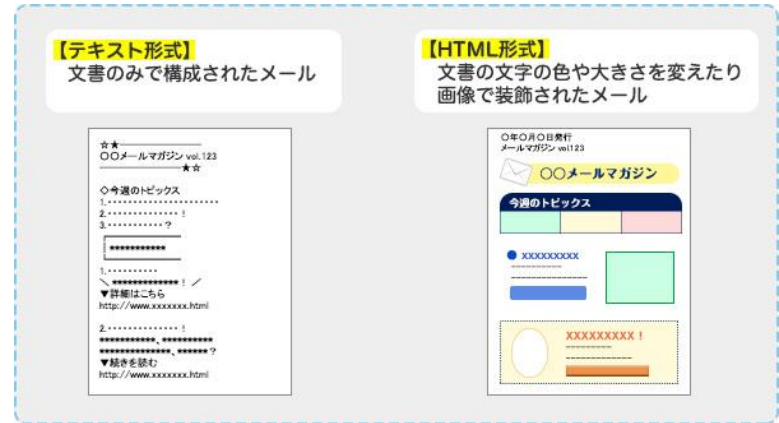 【テキスト形式】
文書のみで構成されたメール
☆★――――――――
〇〇メールマガジン vol.123
――――――――★☆
◇今週のトピックス
1.・・・・・・・・・・・・・・・・・・・・・・
2.・・・・・・・・・・・・・・!
3.・・・・・・・・・・・?
***********
1.・・・・・・・・・・
\ *************! /
▼詳細はこちら
http://www.xxxxxxx.html
2.・・・・・・・・・・・・・・!
***********、**********
**************、******?
▼続きを読む
http://www.xxxxxxx.html
【HTML形式】
文書の文字の色や大きさを変えたり
画像で装飾されたメール
〇年〇月〇日発行
メールマガジン vol123
〇〇メールマガジン
今週のトピックス
XXXXXXXXX
XXXXXXXXX!